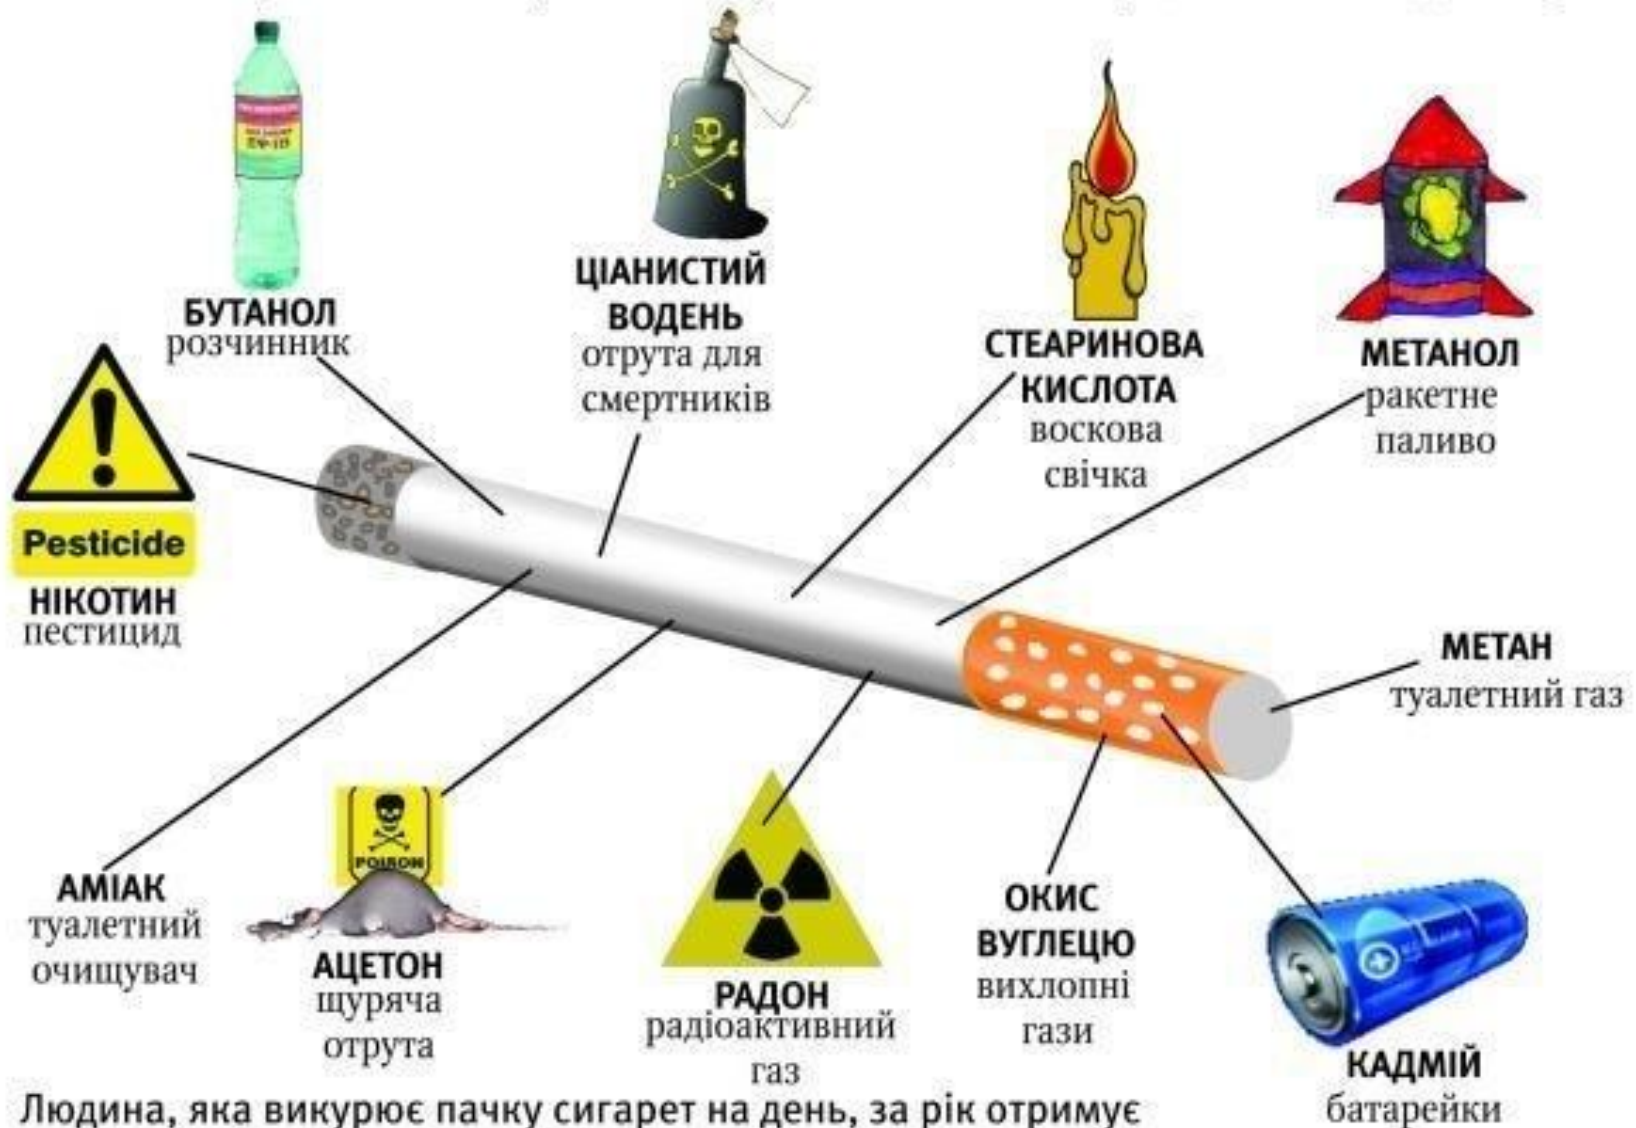 БУТАНОЛ
розчинник
ЦІАНИСТИЙ
ВОДЕНЬ
отрута для
смертників
СТЕАРИНОВА
КИСЛОТА
воскова
свічка
МЕТАНОЛ
ракетне
паливо
Pesticide
НІКОТИН
пестицид
МЕТАН
туалетний газ
АМІАК
туалетний
очищувач
POISON
АЦЕТОН
щуряча
отрута
РАДОН
радіоактивний
газ
ОКИС
ВУГЛЕЦЮ
вихлопні
гази
КАДМІЙ
батарейки
Людина, яка викурює пачку сигарет на день, за рік отримує